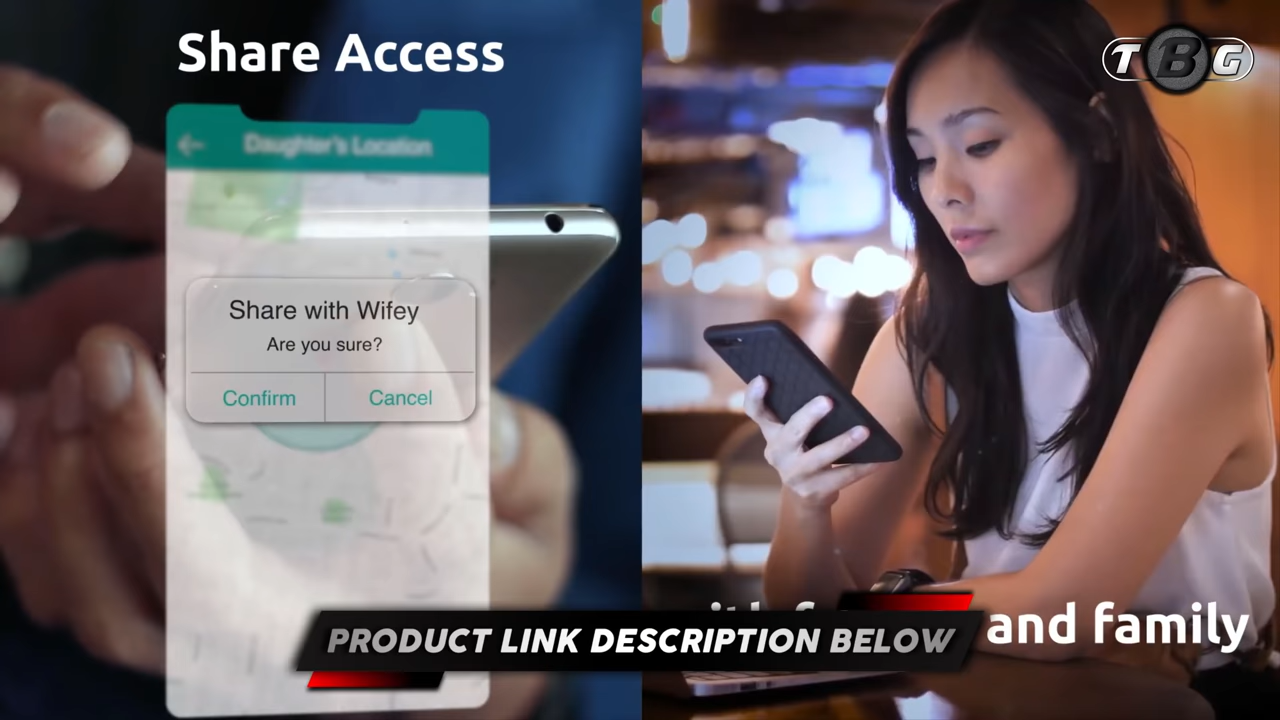 Share Access
TBG
Daughter's Location
Share with Wifey
Are you sure?
Confirm
Cancel
and family
PRODUCT LINK DESCRIPTION BELOW